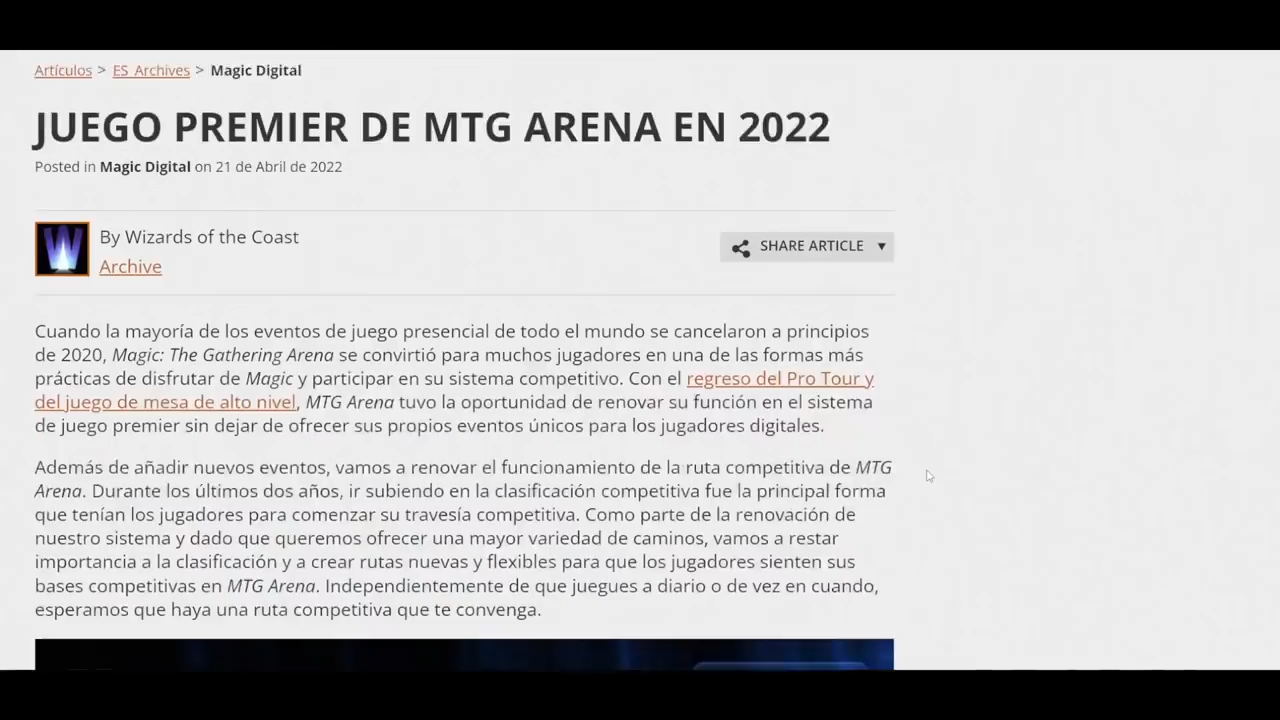 Artículos > ES Archives > Magic Digital
JUEGO PREMIER DE MTG ARENA EN 2022
Posted in Magic Digital on 21 de Abril de 2022
By Wizards of the Coast
Archive
SHARE ARTICLE ▼
Cuando la mayoría de los eventos de juego presencial de todo el mundo se cancelaron a principios
de 2020, Magic: The Gathering Arena se convirtió para muchos jugadores en una de las formas más
prácticas de disfrutar de Magic y participar en su sistema competitivo. Con el regreso del Pro Tour y
del juego de mesa de alto nivel, MTG Arena tuvo la oportunidad de renovar su función en el sistema
de juego premier sin dejar de ofrecer sus propios eventos únicos para los jugadores digitales.
Además de añadir nuevos eventos, vamos a renovar el funcionamiento de la ruta competitiva de MTG
Arena. Durante los últimos dos años, ir subiendo en la clasificación competitiva fue la principal forma
que tenían los jugadores para comenzar su travesía competitiva. Como parte de la renovación de
nuestro sistema y dado que queremos ofrecer una mayor variedad de caminos, vamos a restar
importancia a la clasificación y a crear rutas nuevas y flexibles para que los jugadores sienten sus
bases competitivas en MTG Arena. Independientemente de que juegues a diario o de vez en cuando,
esperamos que haya una ruta competitiva que te convenga.